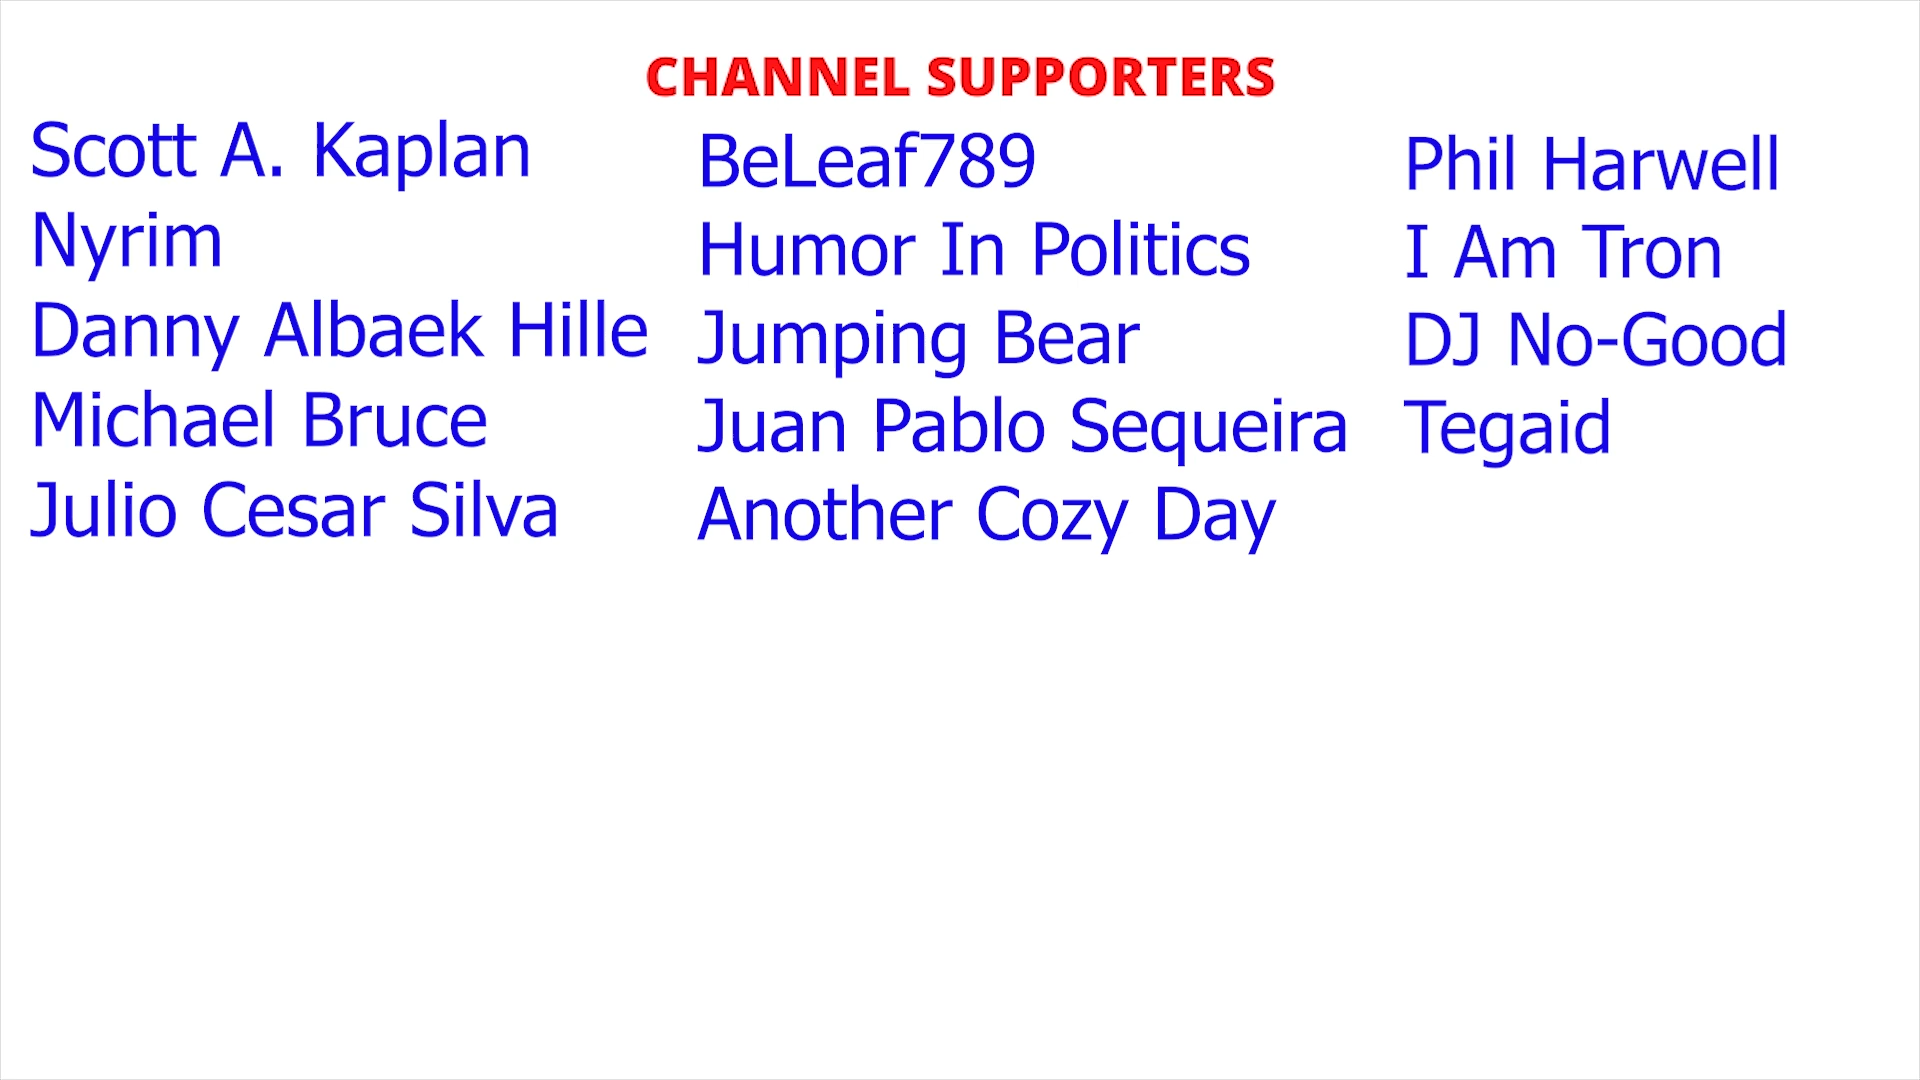 CHANNEL SUPPORTERS
Scott A. Kaplan
Nyrim
Danny Albaek Hille
Michael Bruce
Julio Cesar Silva
BeLeaf789
Humor In Politics
Jumping Bear
Juan Pablo Sequeira
Another Cozy Day
Phil Harwell
I Am Tron
DJ No-Good
Tegaid